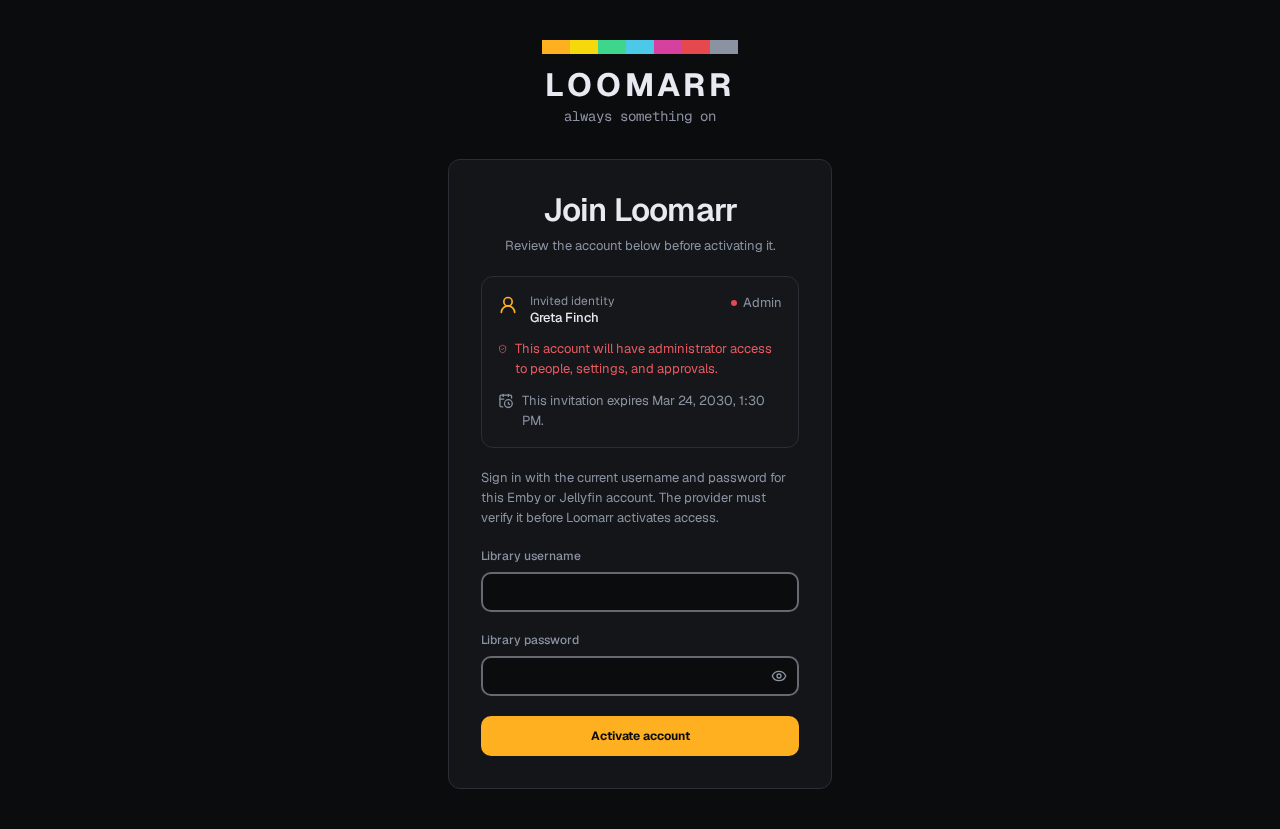 LOOMARR
always something on
Join Loomarr
Review the account below before activating it.
Invited identity
Admin
Greta Finch
This account will have administrator access
to people, settings, and approvals.
This invitation expires Mar 24, 2030, 1:30
PM.
Sign in with the current username and password for
this Emby or Jellyfin account. The provider must
verify it before Loomarr activates access.
Library username
Library password
Activate account